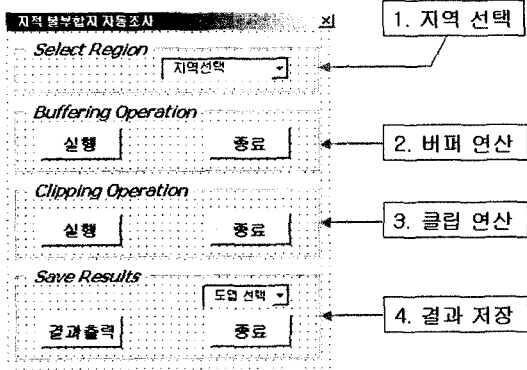 지적 불부합지 자동조사
Select Region
지역선택
Buffering Operation
실행 종료
Clipping Operation
실행 종료
Save Results
도엽 선택
결과출력 종료
1. 지역 선택
2. 버퍼 연산
3. 클립 연산
4. 결과 저장